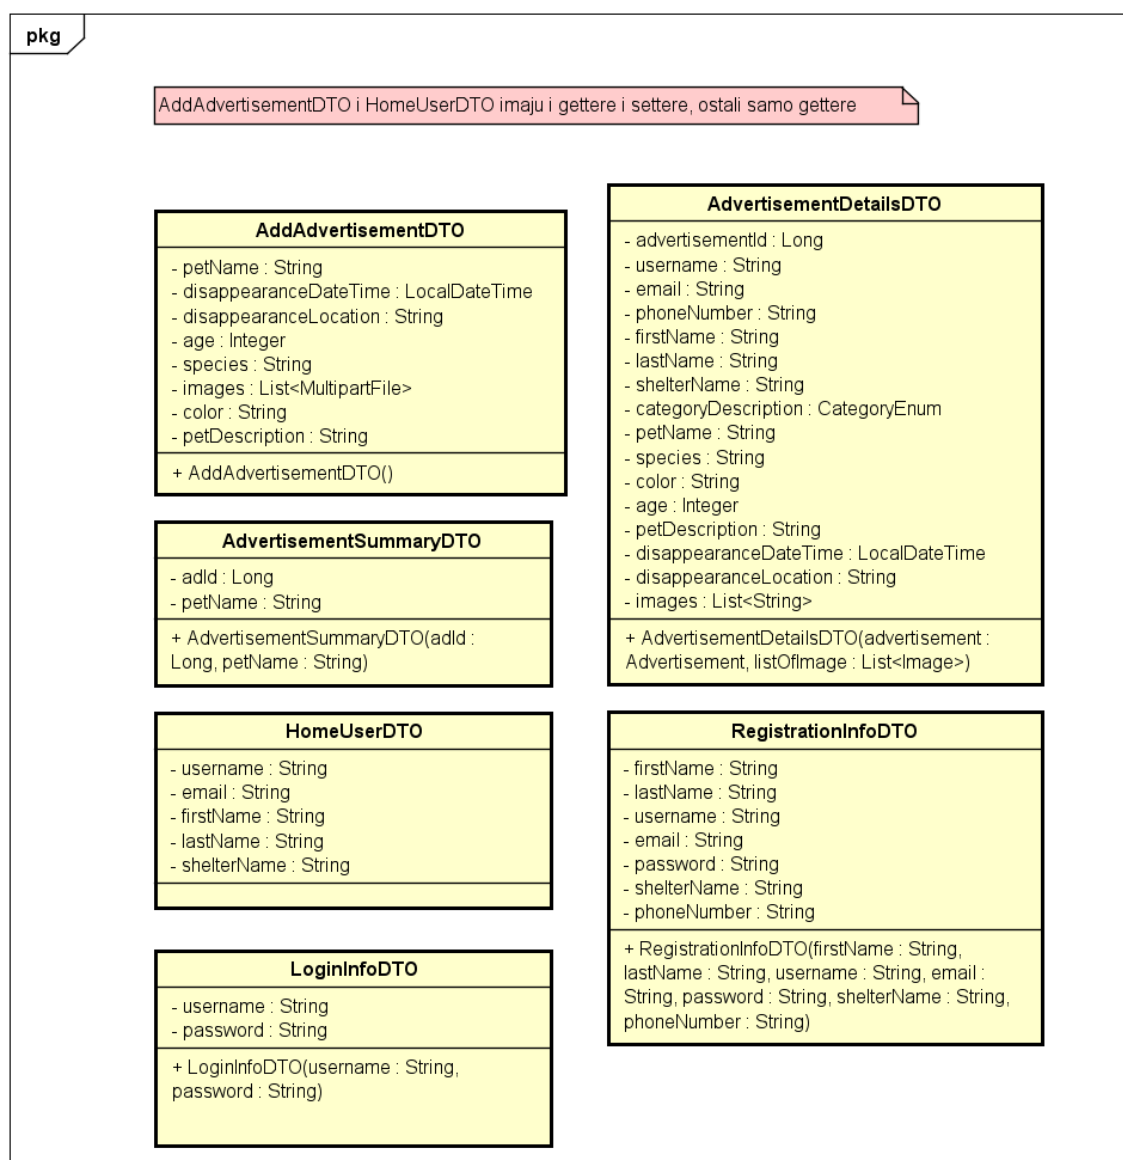 pkg
AddAdvertisementDTO i HomeUserDTO imaju i gettere i settere, ostali samo gettere
AddAdvertisementDTO
- petName : String
- disappearanceDateTime : LocalDateTime
- disappearanceLocation : String
- age : Integer
- species : String
- images : List<MultipartFile>
- color : String
- petDescription : String
+ AddAdvertisementDTO()
AdvertisementDetailsDTO
- advertisementId : Long
- username : String
- email : String
- phoneNumber : String
- firstName : String
- lastName : String
- shelterName : String
- categoryDescription : CategoryEnum
- petName : String
- species : String
- color : String
- age : Integer
- petDescription : String
- disappearanceDateTime : LocalDateTime
- disappearanceLocation : String
- images : List<String>
+ AdvertisementDetailsDTO(advertisement :
Advertisement, listOfImage : List<Image>)
AdvertisementSummaryDTO
- adId : Long
- petName : String
+ AdvertisementSummaryDTO(adId :
Long, petName : String)
HomeUserDTO
- username : String
- email : String
- firstName : String
- lastName : String
- shelterName : String
RegistrationInfoDTO
- firstName : String
- lastName : String
- username : String
- email : String
- password : String
- shelterName : String
- phoneNumber : String
+ RegistrationInfoDTO(firstName : String,
lastName : String, username : String, email :
String, password : String, shelterName : String,
phoneNumber : String)
LoginInfoDTO
- username : String
- password : String
+ LoginInfoDTO(username : String,
password : String)